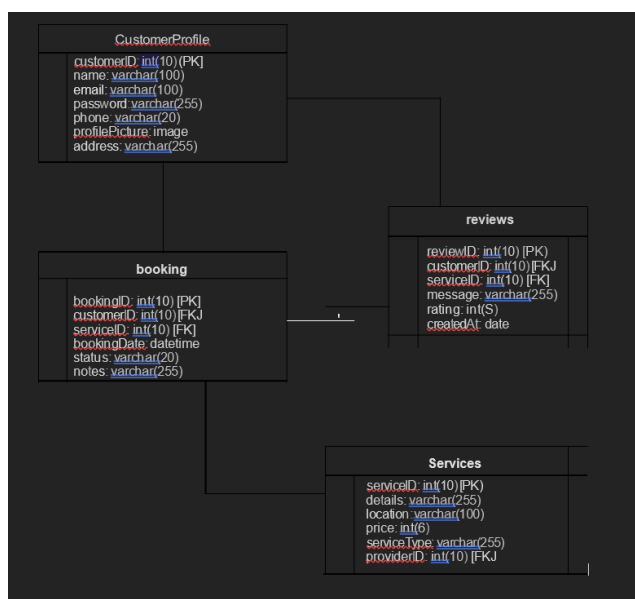 CustomerProfile
customerID: int(10) (PK]
name: varchar(100)
email: varchar(100)
password: varchar(255)
phone: varchar(20)
profilePicture: image
address: varchar(255)
reviews
reviewID: int(10) [PK)
customerID: int(10)[FKJ
serviceID: int(10) [FK]
message: varchar(255)
rating: int(S)
createdAt: date
booking
bookingID: int(10) [PK]
customerID: int(10)[FKJ
serviceID: int(10) [FK]
bookingDate: datetime
status: varchar(20)
notes: varchar(255)
Services
serviceID: int(10)[PK)
details: varchar(255)
location: varchar(100)
price: int(6)
serviceType: varchar(255)
providerID: int(10) [FKJ